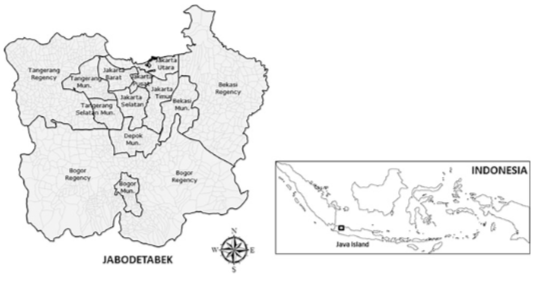 Jakarta
Utara
Tangerang
Regency
Jakarta
Barat
Tangerang
Mun.
Jakarta
Pusat
Jakarta
Timur
Bekasi
Regency
Jakarta
Selatan
Bekasi
Mun.
Tangerang
Selatan Mun.
Depok
Mun.
Bogor
Regency
Bogor
Regency
Bogor
Mun.
JABODETABEK
N
W
E
S
INDONESIA
Java Island